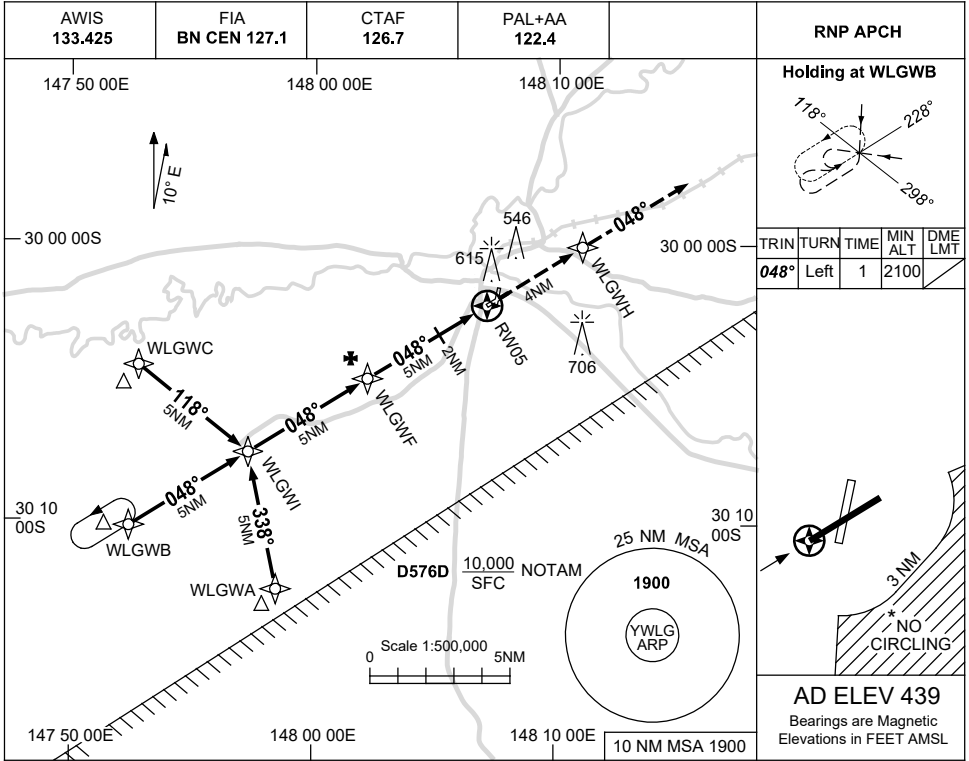 AWIS
133.425
FIA
BN CEN 127.1
CTAF
126.7
PAL+AA
122.4
RNP APCH
147 50 00E
148 00 00E
148 10 00E
Holding at WLGWB
118°
228°
298°
10° E
TRIN TURN TIME MIN ALT DME LMT
048° Left 1 2100
30 00 00S
30 00 00S
546
615
048°
WLGWH
4NM
RW05
706
048°
5NM
2NM
WLGWC
118°
5NM
WLGWF
048°
5NM
WLGWI
048°
5NM
338°
5NM
30 10
00S
30 10
00S
WLGWB
WLGWA
D576D 10,000
SFC
NOTAM
Scale 1:500,000
0 5NM
25 NM MSA
1900
YWLG
ARP
3 NM
*NO
CIRCLING
AD ELEV 439
Bearings are Magnetic
Elevations in FEET AMSL
147 50 00E
148 00 00E
148 10 00E
10 NM MSA 1900